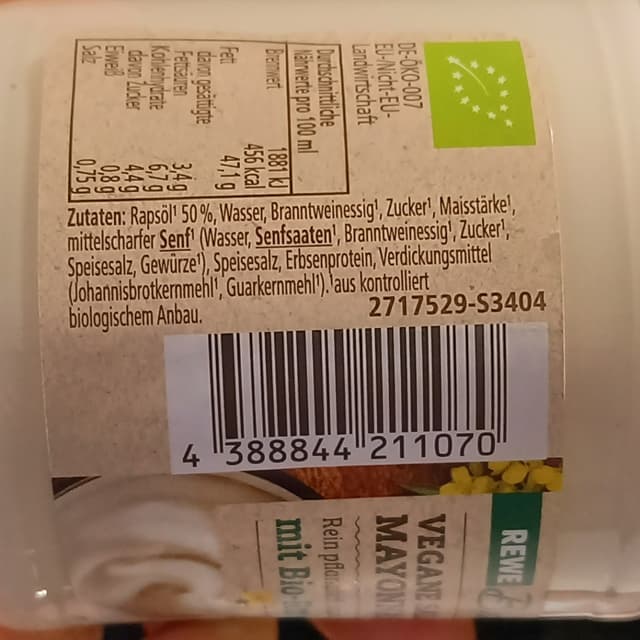 DE-ÖKO-007
EU-/Nicht-EU-
Landwirtschaft
Durchschnittliche
Nährwerte pro 100 ml
Brennwert 1881 kJ
456 kcal
Fett 47,1 g
davon gesättigte
Fettsäuren 3,4 g
Kohlenhydrate 6,7 g
davon Zucker 4,4 g
Eiweiß 0,8 g
Salz 0,75 g
Zutaten: Rapsöl¹ 50 %, Wasser, Branntweinessig¹, Zucker¹, Maisstärke¹,
mittelscharfer Senf¹ (Wasser, Senfsaaten¹, Branntweinessig¹, Zucker¹,
Speisesalz, Gewürze¹), Speisesalz, Erbsenprotein, Verdickungsmittel
(Johannisbrotkernmehl¹, Guarkernmehl¹). ¹aus kontrolliert
biologischem Anbau.
2717529-S3404
4 388844 211070
REWE
VEGANE
MAYON
Rein pflan
mit Bio-